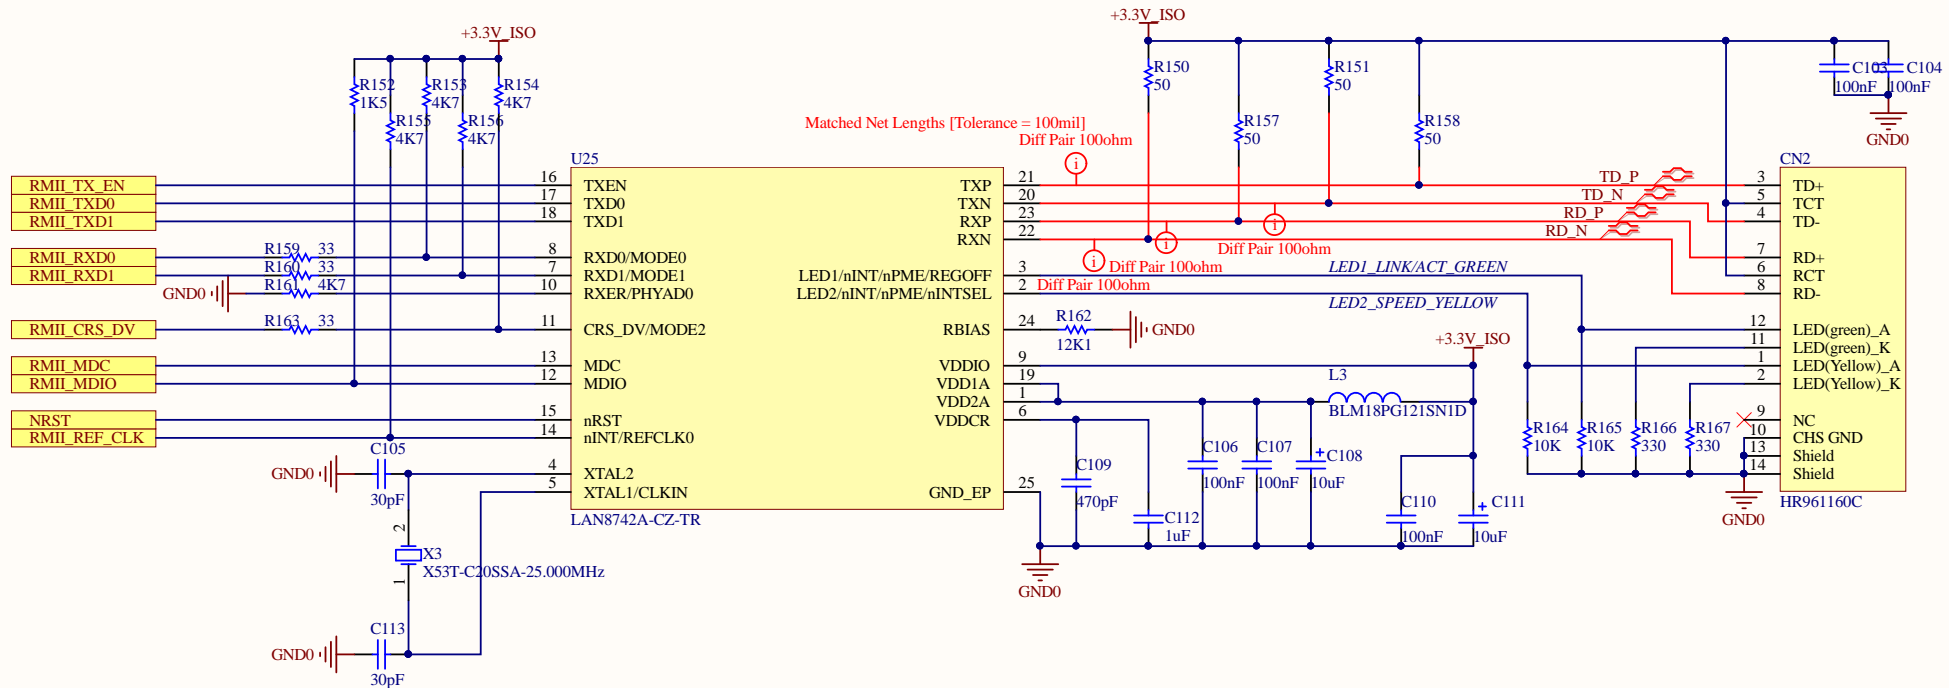 +3.3V_ISO
R152
1K5
R153
4K7
R154
4K7
R155
4K7
R156
4K7
+3.3V_ISO
R150
50
R151
50
R157
50
R158
50
C103
100nF
C104
100nF
GND0
Matched Net Lengths [Tolerance = 100mil]
Diff Pair 100ohm
i
U25
CN2
RMII_TX_EN
RMII_TXD0
RMII_TXD1
RMII_RXD0
RMII_RXD1
RMII_CRS_DV
RMII_MDC
RMII_MDIO
NRST
RMII_REF_CLK
R159 33
R160 33
GND0
R161 4K7
R163 33
16 TXEN
17 TXD0
18 TXD1
8 RXD0/MODE0
7 RXD1/MODE1
10 RXER/PHYAD0
11 CRS_DV/MODE2
13 MDC
12 MDIO
15 nRST
14 nINT/REFCLK0
4 XTAL2
5 XTAL1/CLKIN
TXP 21
TXN 20
RXP 23
RXN 22
LED1/nINT/nPME/REGOFF 3
LED2/nINT/nPME/nINTSEL 2
RBIAS 24
VDDIO 9
VDD1A 19
VDD2A 1
VDDCR 6
GND_EP 25
LAN8742A-CZ-TR
TD_P
TD_N
RD_P
RD_N
i
i
i
Diff Pair 100ohm
Diff Pair 100ohm
Diff Pair 100ohm
LED1_LINK/ACT_GREEN
LED2_SPEED_YELLOW
R162
12K1
GND0
+3.3V_ISO
L3
BLM18PG121SN1D
3 TD+
5 TCT
4 TD-
7 RD+
6 RCT
8 RD-
12 LED(green)_A
11 LED(green)_K
1 LED(Yellow)_A
2 LED(Yellow)_K
9 NC
10 CHS GND
13 Shield
14 Shield
HR961160C
GND0
R164
10K
R165
10K
R166
330
R167
330
C105
30pF
GND0
2
X3
X53T-C20SSA-25.000MHz
1
C113
30pF
GND0
C109
470pF
C112
1uF
C106
100nF
C107
100nF
+
C108
10uF
C110
100nF
+
C111
10uF
GND0